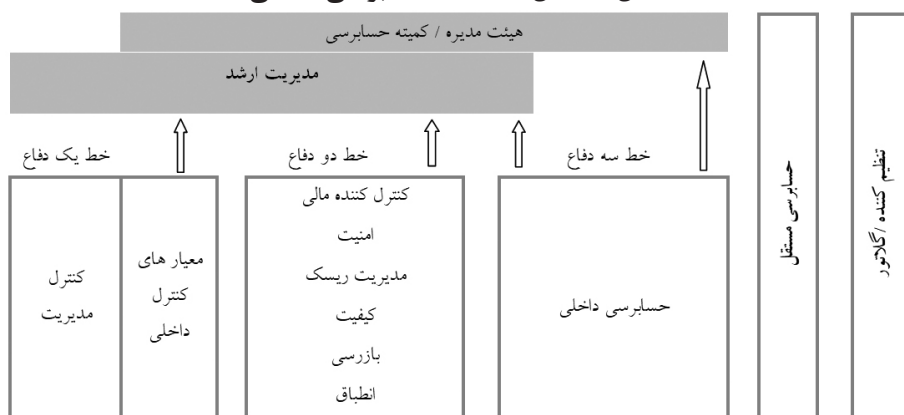 هیئت مدیره / کمیته حسابرسی
مدیریت ارشد
خط یک دفاع
خط دو دفاع
خط سه دفاع
کنترل
مدیریت
معیار های
کنترل
داخلی
کنترل کننده مالی
امنیت
مدیریت ریسک
کیفیت
بازرسی
انطباق
حسابرسی داخلی
حسابرسی مستقل
تنظیم کننده /گلاتور